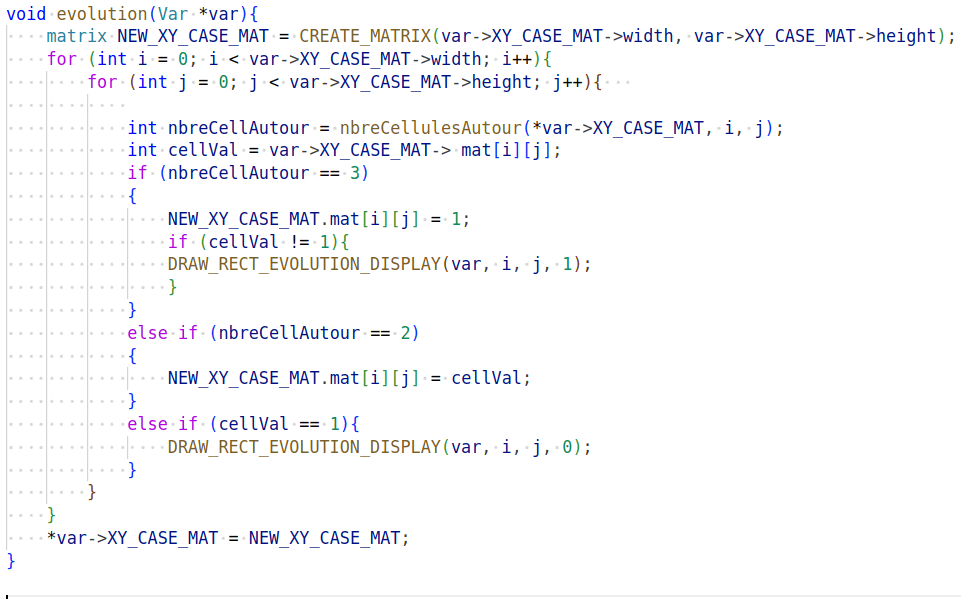 void evolution(Var *var){
    matrix NEW_XY_CASE_MAT = CREATE_MATRIX(var->XY_CASE_MAT->width, var->XY_CASE_MAT->height);
    for (int i = 0; i < var->XY_CASE_MAT->width; i++){
        for (int j = 0; j < var->XY_CASE_MAT->height; j++){
            int nbreCellAutour = nbreCellulesAutour(*var->XY_CASE_MAT, i, j);
            int cellVal = var->XY_CASE_MAT-> mat[i][j];
            if (nbreCellAutour == 3)
            {
                NEW_XY_CASE_MAT.mat[i][j] = 1;
                if (cellVal != 1){
                DRAW_RECT_EVOLUTION_DISPLAY(var, i, j, 1);
                }
            }
            else if (nbreCellAutour == 2)
            {
                NEW_XY_CASE_MAT.mat[i][j] = cellVal;
            }
            else if (cellVal == 1){
                DRAW_RECT_EVOLUTION_DISPLAY(var, i, j, 0);
            }
        }
    }
    *var->XY_CASE_MAT = NEW_XY_CASE_MAT;
}